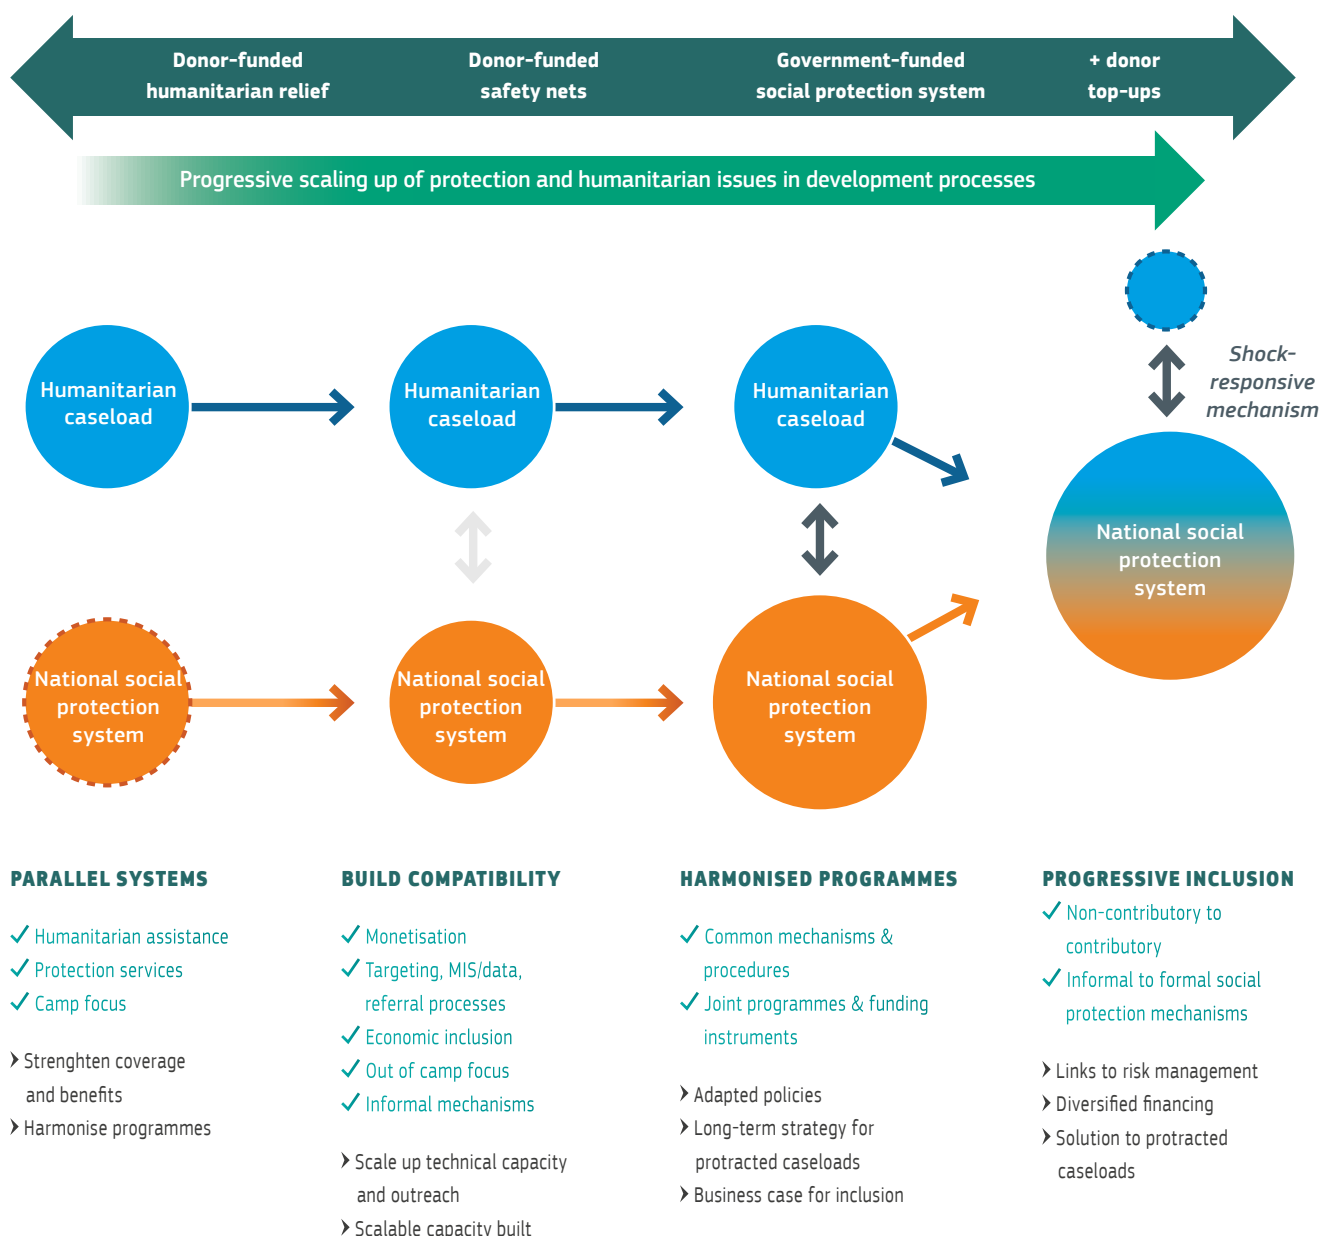 Donor-funded
humanitarian relief
Donor-funded
safety nets
Government-funded
social protection system
+ donor
top-ups
Progressive scaling up of protection and humanitarian issues in development processes
Humanitarian
caseload
Humanitarian
caseload
Humanitarian
caseload
Shock-
responsive
mechanism
National social
protection
system
National social
protection
system
National social
protection
system
National social
protection
system
PARALLEL SYSTEMS
✓ Humanitarian assistance
✓ Protection services
✓ Camp focus
Strenghten coverage
and benefits
Harmonise programmes
BUILD COMPATIBILITY
✓ Monetisation
✓ Targeting, MIS/data,
referral processes
✓ Economic inclusion
✓ Out of camp focus
✓ Informal mechanisms
Scale up technical capacity
and outreach
Scalable capacity built
HARMONISED PROGRAMMES
✓ Common mechanisms &
procedures
✓ Joint programmes & funding
instruments
Adapted policies
Long-term strategy for
protracted caseloads
Business case for inclusion
PROGRESSIVE INCLUSION
✓ Non-contributory to
contributory
✓ Informal to formal social
protection mechanisms
Links to risk management
Diversified financing
Solution to protracted
caseloads